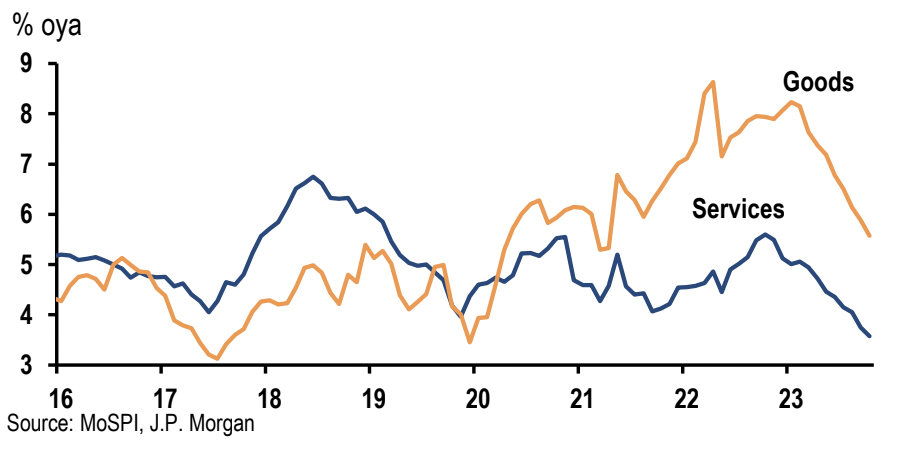 % oya
9
8
7
6
5
4
3
Goods
Services
16 17 18 19 20 21 22 23
Source: MoSPI, J.P. Morgan